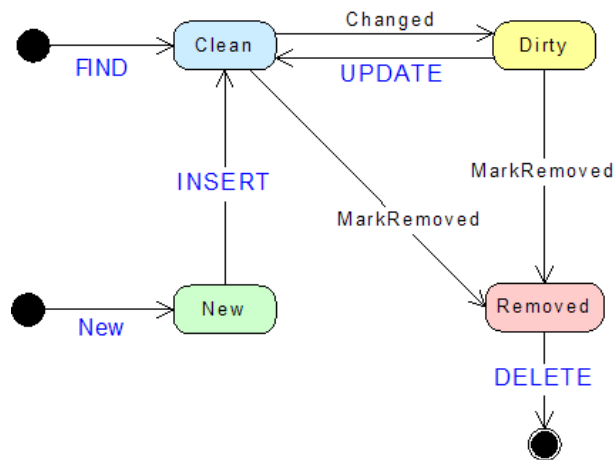 Clean
Changed
Dirty
FIND
UPDATE
INSERT
MarkRemoved
MarkRemoved
New
Removed
New
DELETE